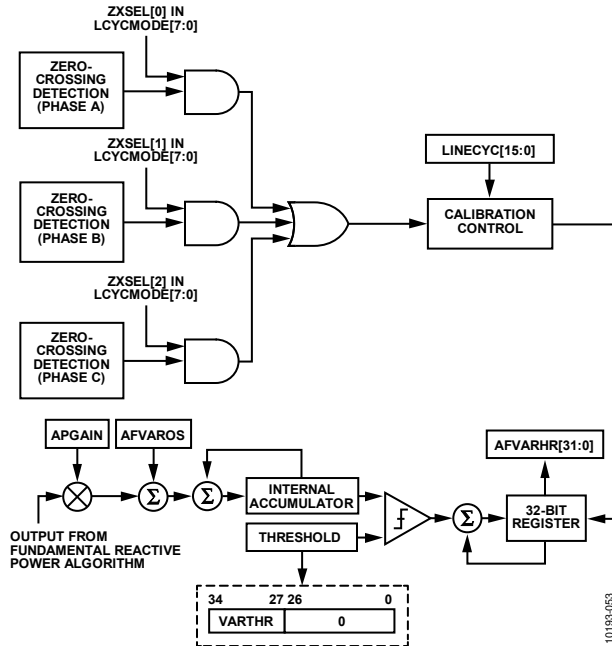 ZXSEL[0] IN
LCYCMODE[7:0]
ZERO-
CROSSING
DETECTION
(PHASE A)
ZXSEL[1] IN
LCYCMODE[7:0]
ZERO-
CROSSING
DETECTION
(PHASE B)
LINECYC[15:0]
CALIBRATION
CONTROL
ZXSEL[2] IN
LCYCMODE[7:0]
ZERO-
CROSSING
DETECTION
(PHASE C)
APGAIN
AFVAROS
AFVARHR[31:0]
Σ
Σ
INTERNAL
ACCUMULATOR
Σ
32-BIT
REGISTER
OUTPUT FROM
FUNDAMENTAL REACTIVE
POWER ALGORITHM
THRESHOLD
34 27 26 0
VARTHR 0
10193-053